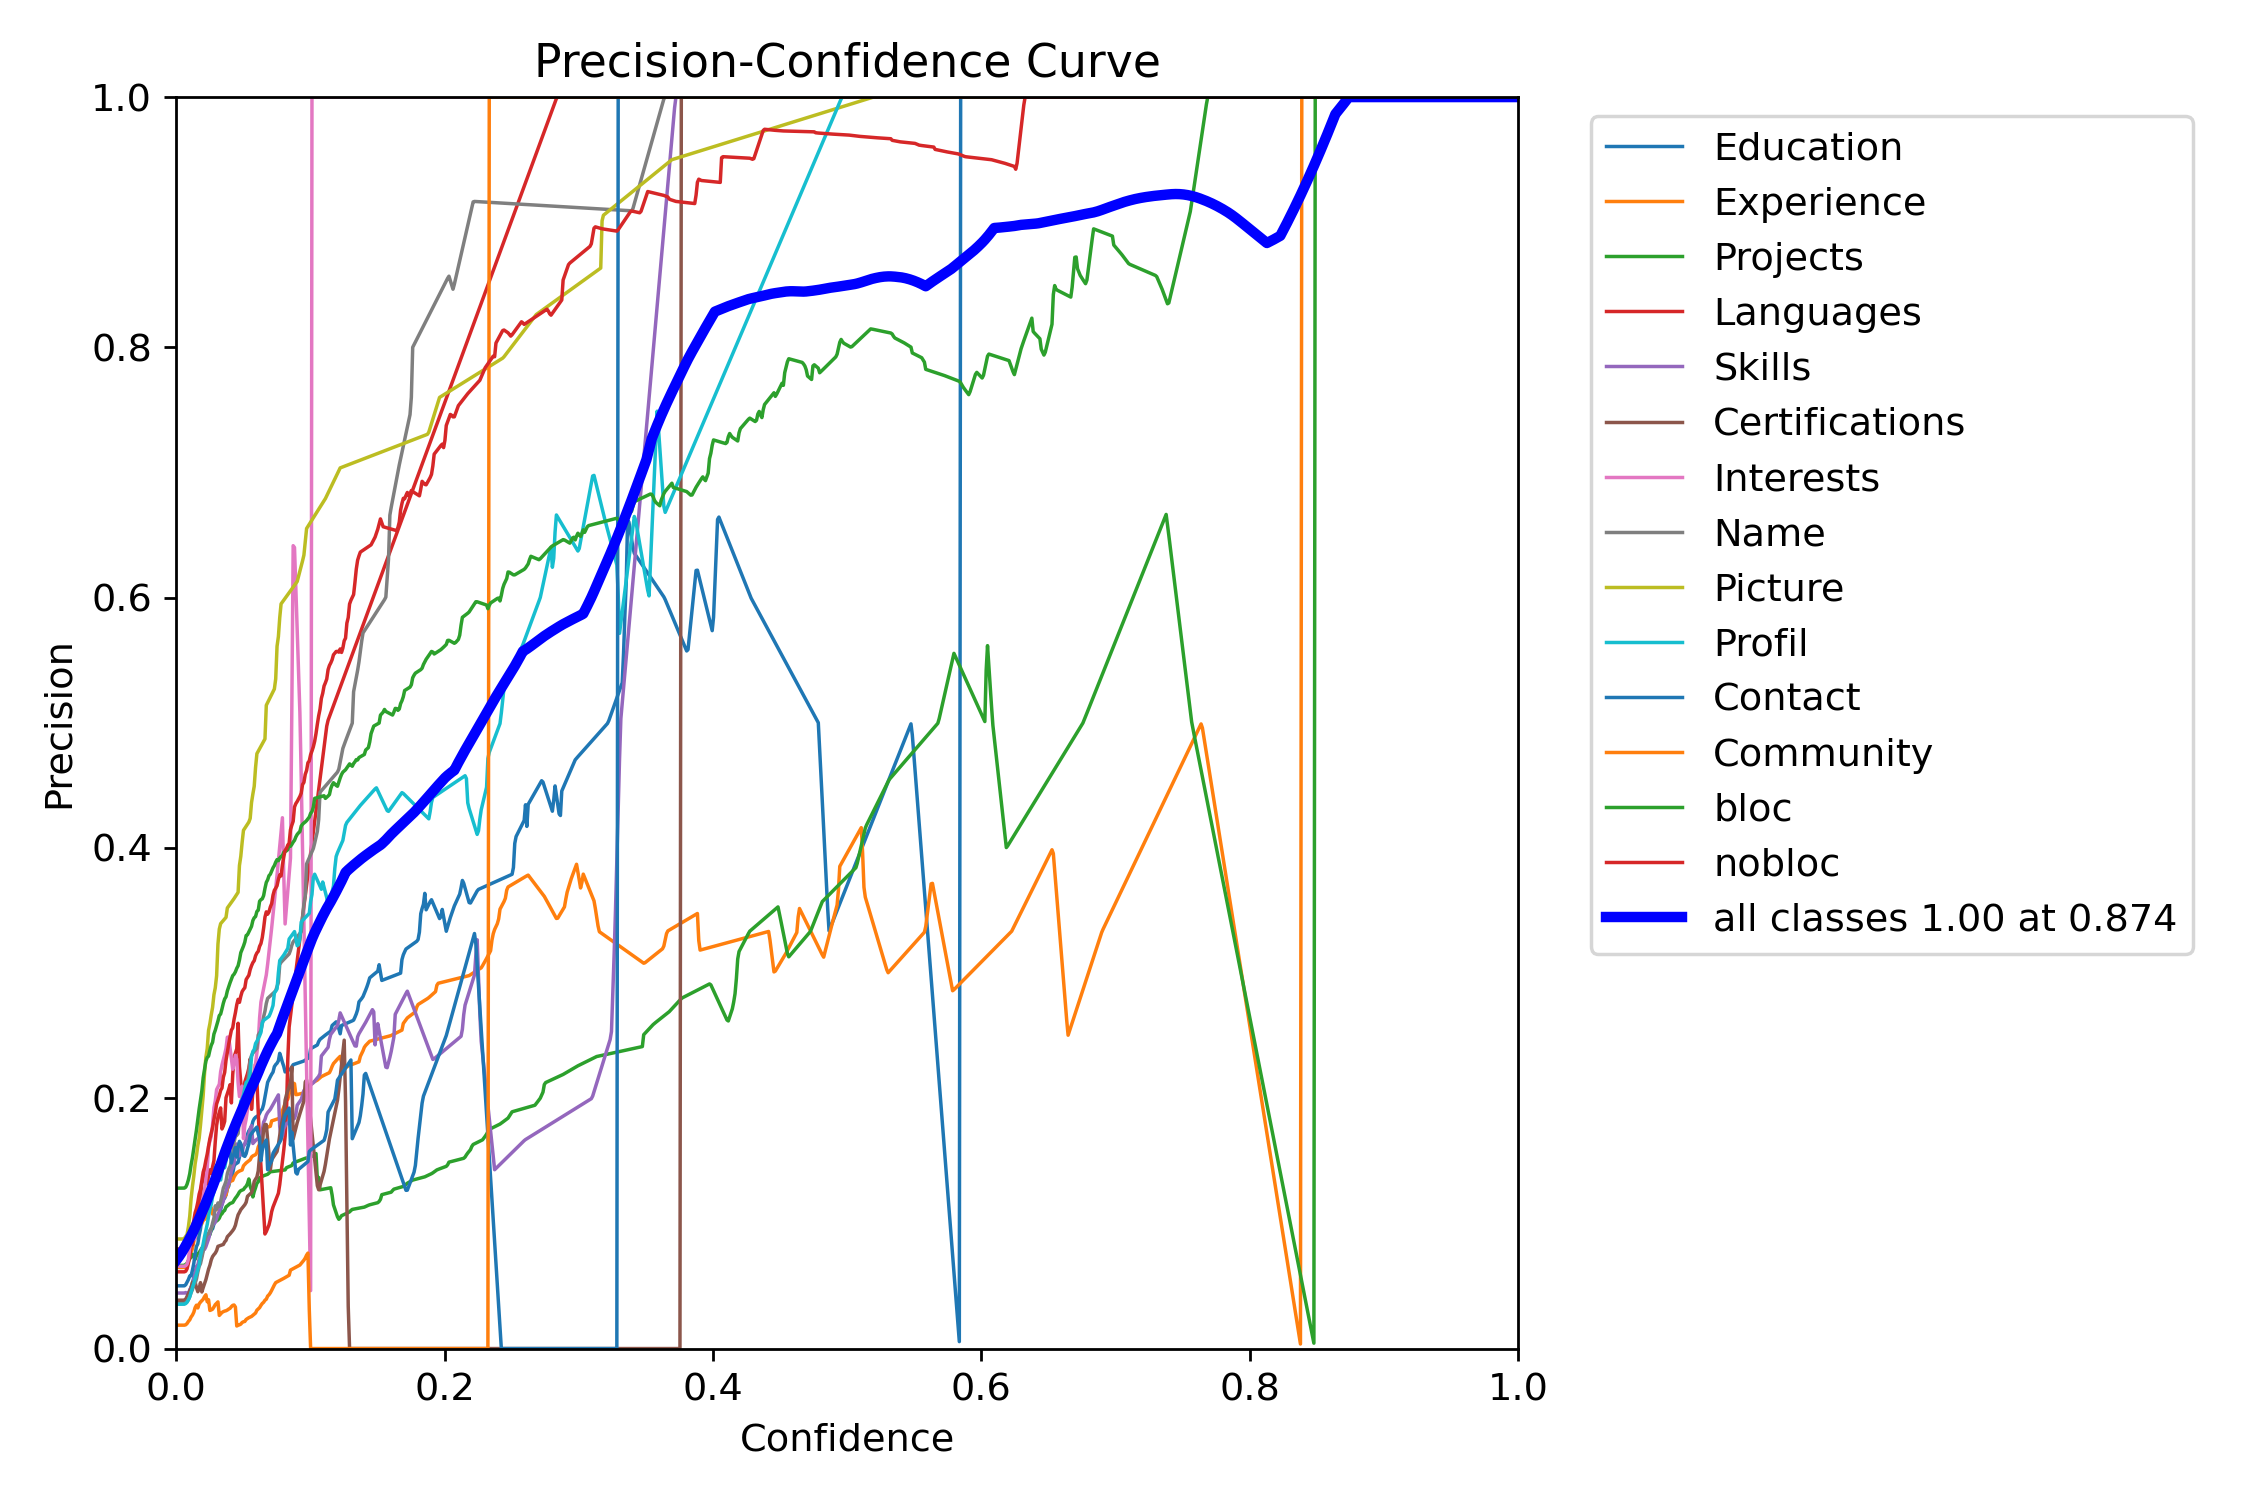 Precision-Confidence Curve
1.0
0.8
0.6
0.4
0.2
0.0
Precision
0.0 0.2 0.4 0.6 0.8 1.0
Confidence
Education
Experience
Projects
Languages
Skills
Certifications
Interests
Name
Picture
Profil
Contact
Community
bloc
nobloc
all classes 1.00 at 0.874